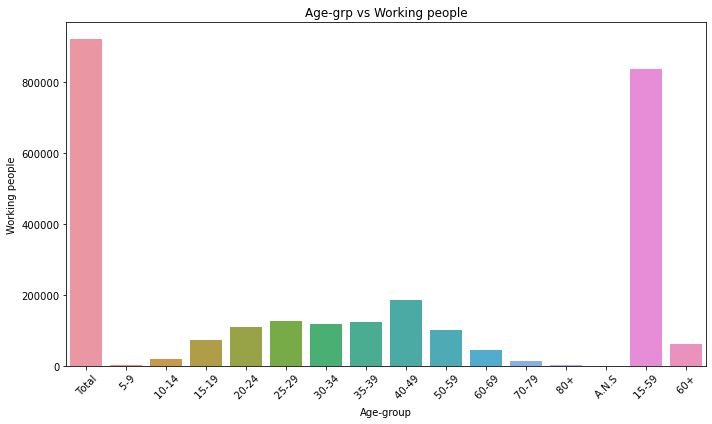 Age-grp vs Working people
Working people
800000
600000
400000
200000
0
Total 5-9 10-14 15-19 20-24 25-29 30-34 35-39 40-49 50-59 60-69 70-79 80+ A.N.S 15-59 60+
Age-group